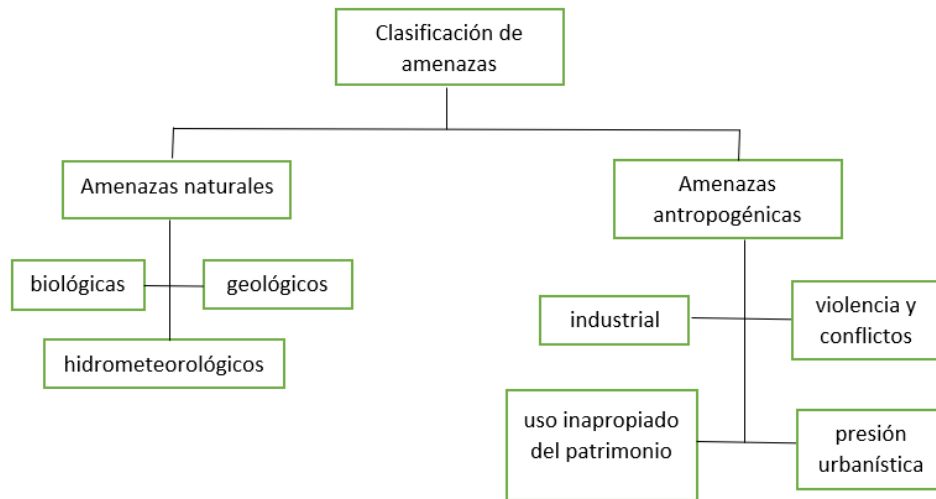 Clasificación de
amenazas
Amenazas naturales
Amenazas
antropogénicas
biológicas
geológicos
hidrometeorológicos
industrial
violencia y
conflictos
uso inapropiado
del patrimonio
presión
urbanística